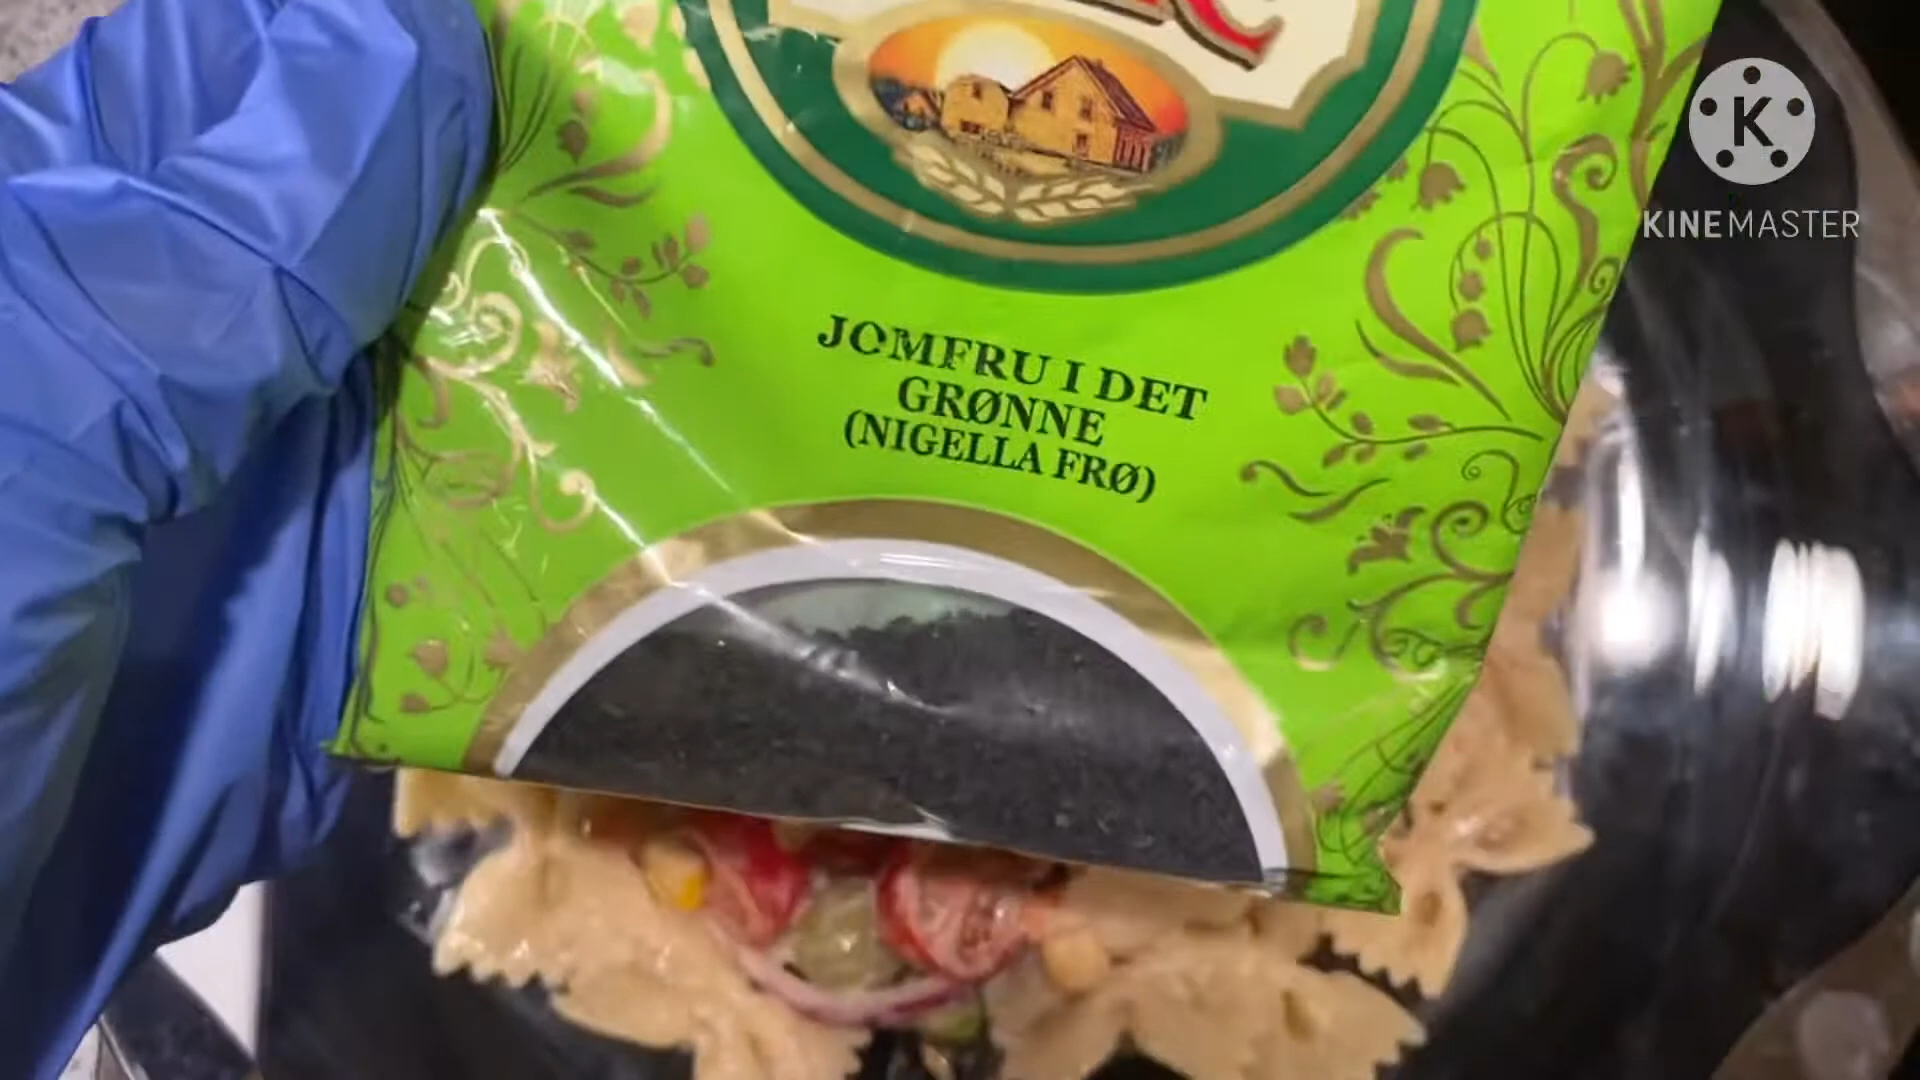 K
KINEMASTER
JOMFRU I DET
GRØNNE
(NIGELLA FRØ)